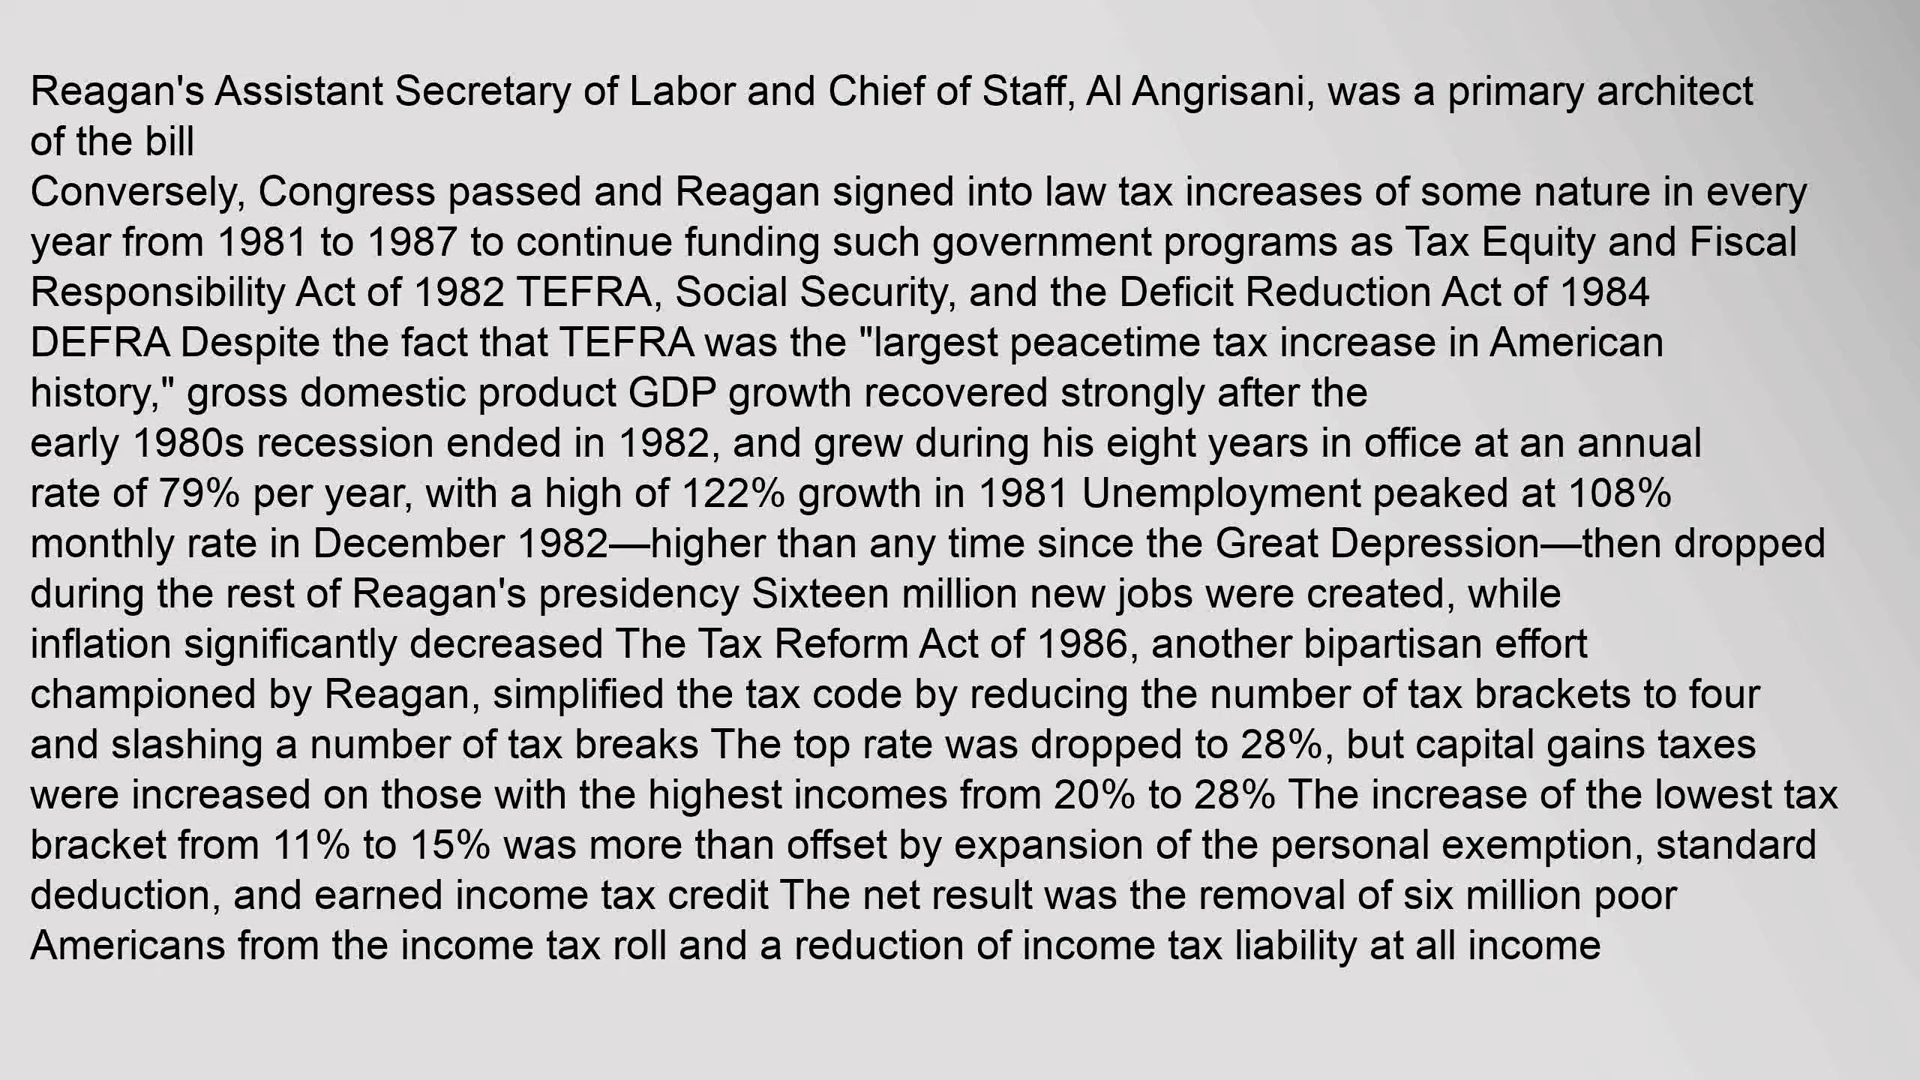 Reagan's Assistant Secretary of Labor and Chief of Staff, Al Angrisani, was a primary architect
of the bill
Conversely, Congress passed and Reagan signed into law tax increases of some nature in every
year from 1981 to 1987 to continue funding such government programs as Tax Equity and Fiscal
Responsibility Act of 1982 TEFRA, Social Security, and the Deficit Reduction Act of 1984
DEFRA Despite the fact that TEFRA was the "largest peacetime tax increase in American
history," gross domestic product GDP growth recovered strongly after the
early 1980s recession ended in 1982, and grew during his eight years in office at an annual
rate of 79% per year, with a high of 122% growth in 1981 Unemployment peaked at 108%
monthly rate in December 1982—higher than any time since the Great Depression—then dropped
during the rest of Reagan's presidency Sixteen million new jobs were created, while
inflation significantly decreased The Tax Reform Act of 1986, another bipartisan effort
championed by Reagan, simplified the tax code by reducing the number of tax brackets to four
and slashing a number of tax breaks The top rate was dropped to 28%, but capital gains taxes
were increased on those with the highest incomes from 20% to 28% The increase of the lowest tax
bracket from 11% to 15% was more than offset by expansion of the personal exemption, standard
deduction, and earned income tax credit The net result was the removal of six million poor
Americans from the income tax roll and a reduction of income tax liability at all income